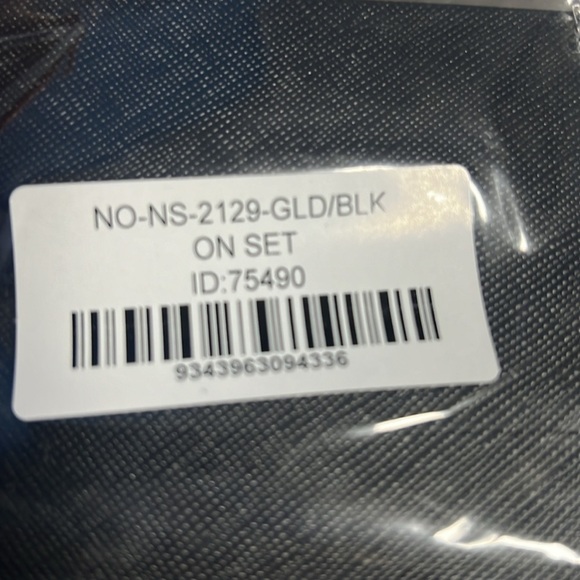 NO-NS-2129-GLD/BLK
ON SET
ID:75490
9343963094336